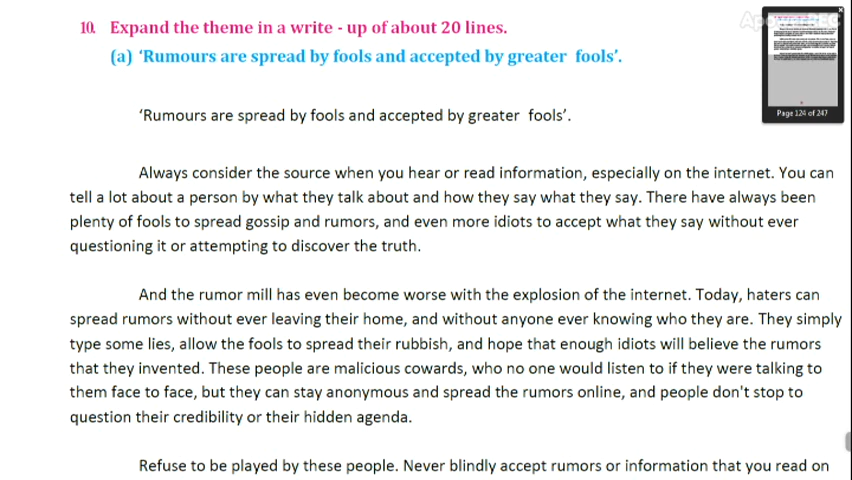 10. Expand the theme in a write - up of about 20 lines.
(a) ‘Rumours are spread by fools and accepted by greater fools’.
‘Rumours are spread by fools and accepted by greater fools’.
Always consider the source when you hear or read information, especially on the internet. You can
tell a lot about a person by what they talk about and how they say what they say. There have always been
plenty of fools to spread gossip and rumors, and even more idiots to accept what they say without ever
questioning it or attempting to discover the truth.
And the rumor mill has even become worse with the explosion of the internet. Today, haters can
spread rumors without ever leaving their home, and without anyone ever knowing who they are. They simply
type some lies, allow the fools to spread their rubbish, and hope that enough idiots will believe the rumors
that they invented. These people are malicious cowards, who no one would listen to if they were talking to
them face to face, but they can stay anonymous and spread the rumors online, and people don't stop to
question their credibility or their hidden agenda.
Refuse to be played by these people. Never blindly accept rumors or information that you read on
Page 124 of 247